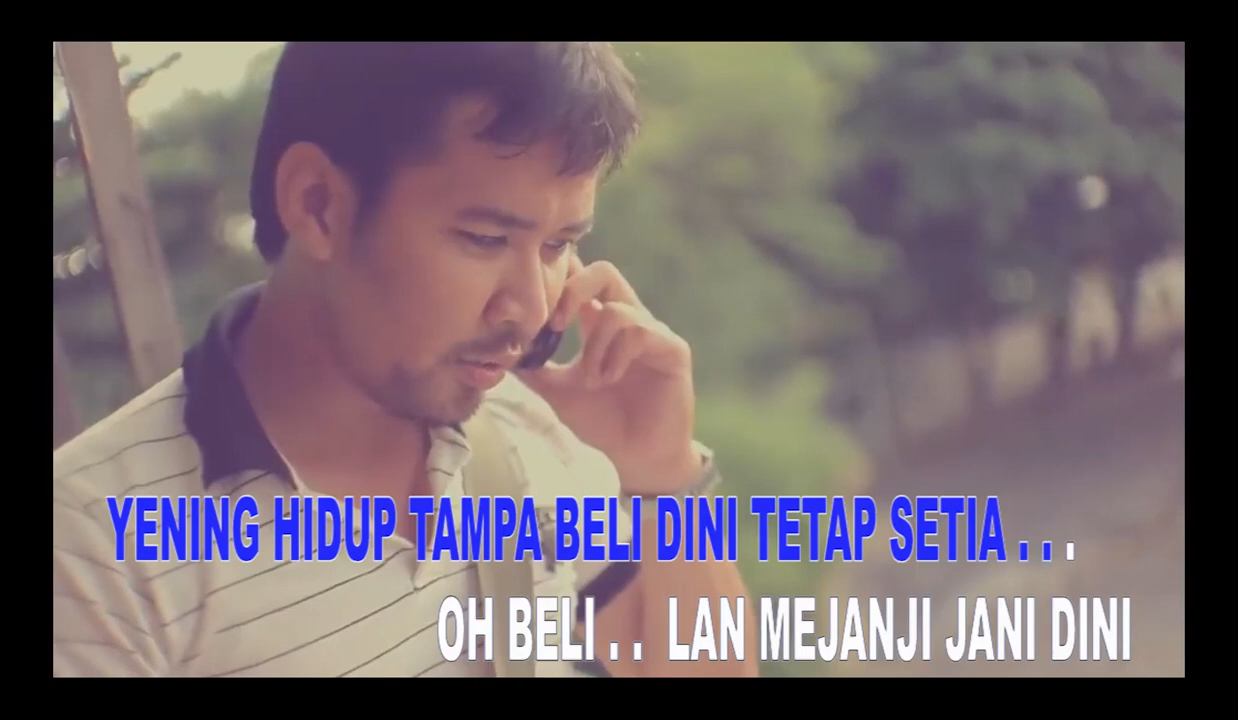 YENING HIDUP TAMPA BELI DINI TETAP SETIA . . .
OH BELI . . LAN MEJANJI JANI DINI